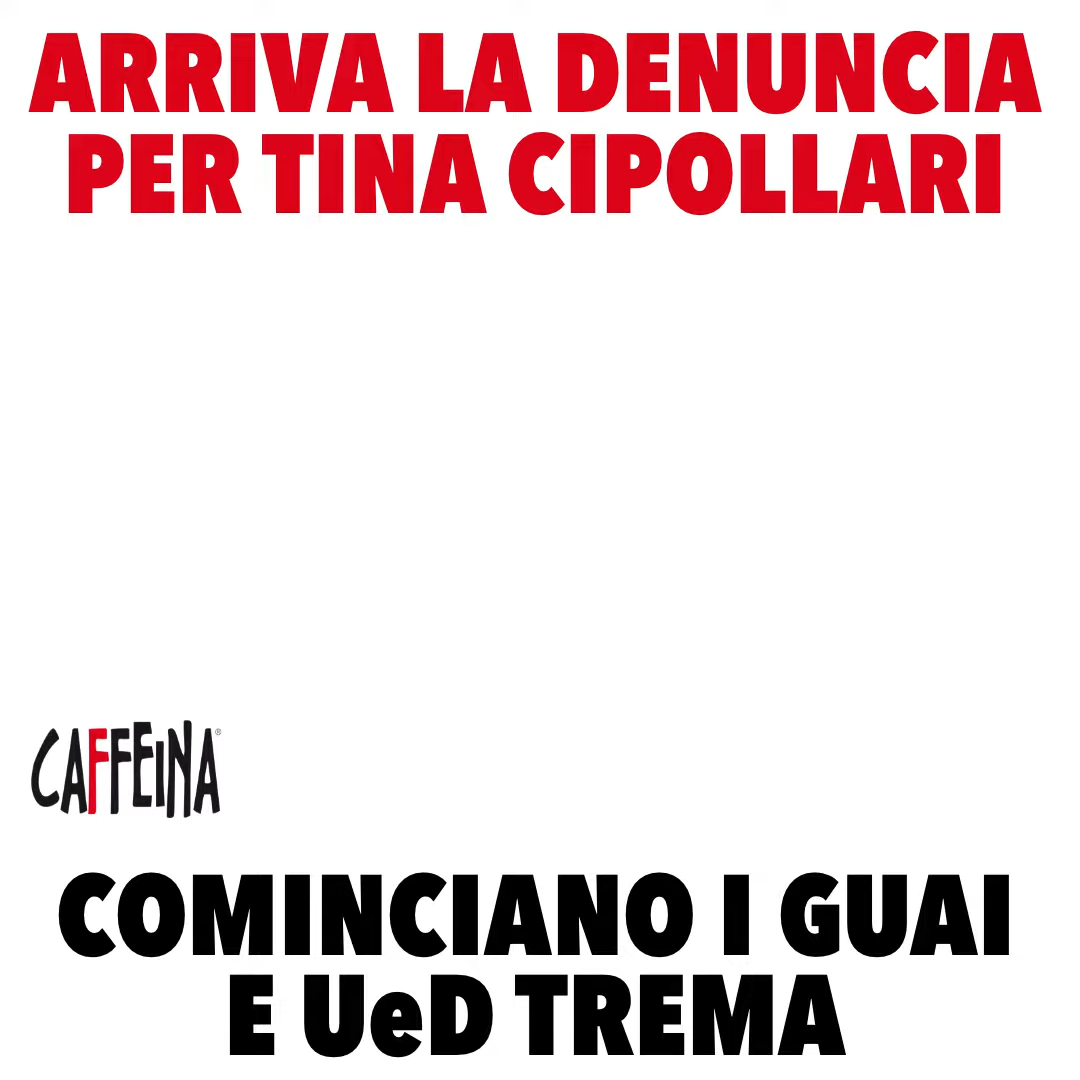 ARRIVA LA DENUNCIA
PER TINA CIPOLLARI
CAFFEINA®
COMINCIANO I GUAI
E UeD TREMA